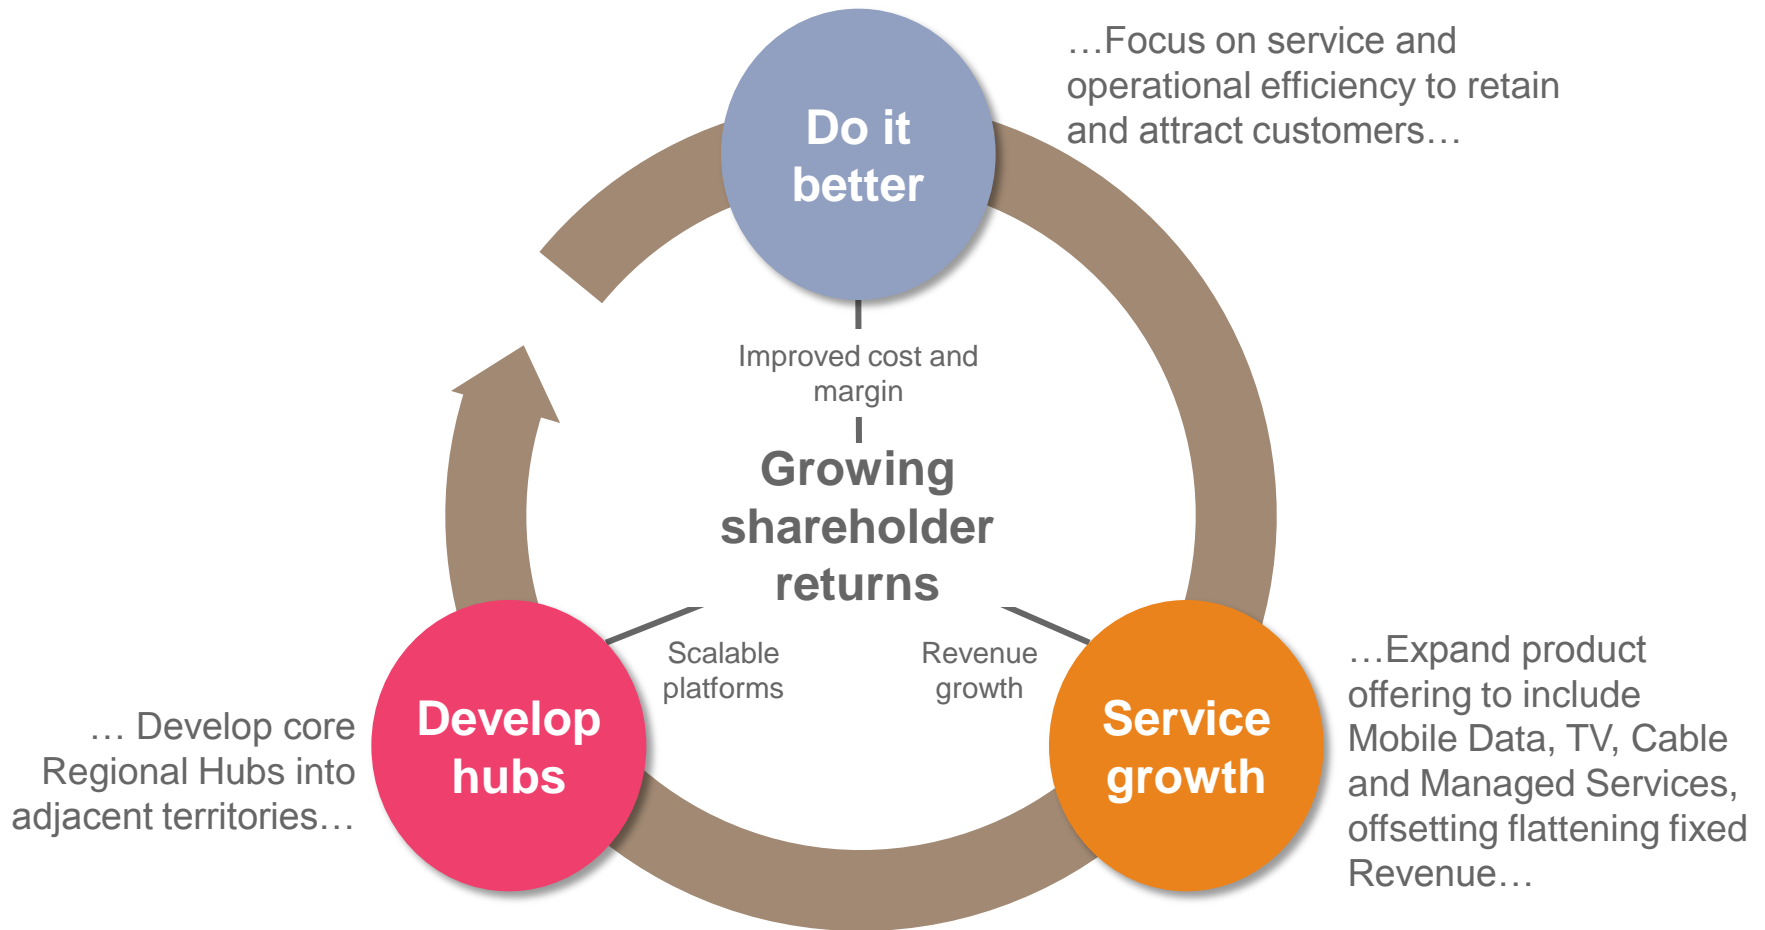 …Focus on service and
operational efficiency to retain
and attract customers…
Do it
better
Improved cost and
margin
Growing
shareholder
returns
Scalable
platforms
Revenue
growth
Develop
hubs
… Develop core
Regional Hubs into
adjacent territories…
Service
growth
…Expand product
offering to include
Mobile Data, TV, Cable
and Managed Services,
offsetting flattening fixed
Revenue…